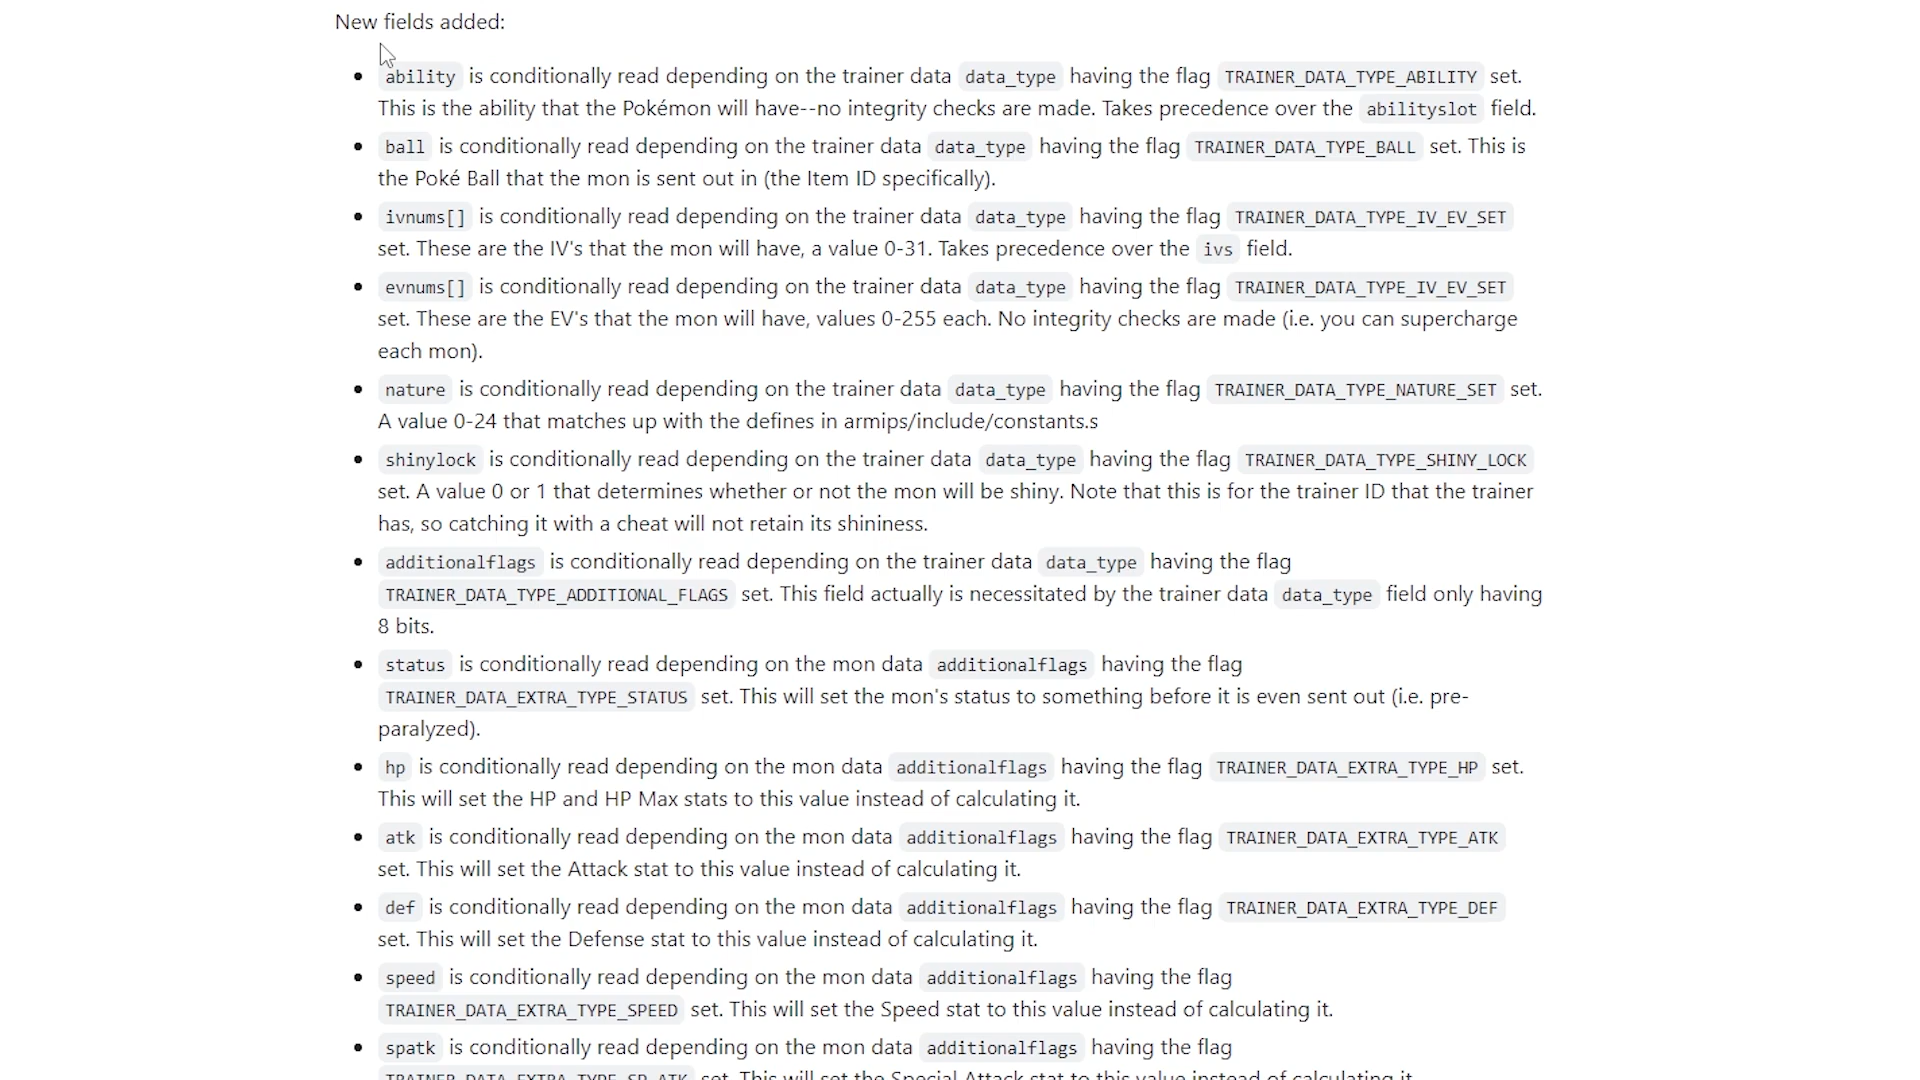 New fields added:
ability is conditionally read depending on the trainer data data_type having the flag TRAINER_DATA_TYPE_ABILITY set.
This is the ability that the Pokémon will have--no integrity checks are made. Takes precedence over the abilityslot field.
ball is conditionally read depending on the trainer data data_type having the flag TRAINER_DATA_TYPE_BALL set. This is
the Poké Ball that the mon is sent out in (the Item ID specifically).
ivnums[] is conditionally read depending on the trainer data data_type having the flag TRAINER_DATA_TYPE_IV_EV_SET
set. These are the IV's that the mon will have, a value 0-31. Takes precedence over the ivs field.
evnums[] is conditionally read depending on the trainer data data_type having the flag TRAINER_DATA_TYPE_IV_EV_SET
set. These are the EV's that the mon will have, values 0-255 each. No integrity checks are made (i.e. you can supercharge
each mon).
nature is conditionally read depending on the trainer data data_type having the flag TRAINER_DATA_TYPE_NATURE_SET set.
A value 0-24 that matches up with the defines in armips/include/constants.s
shinylock is conditionally read depending on the trainer data data_type having the flag TRAINER_DATA_TYPE_SHINY_LOCK
set. A value 0 or 1 that determines whether or not the mon will be shiny. Note that this is for the trainer ID that the trainer
has, so catching it with a cheat will not retain its shininess.
additionalflags is conditionally read depending on the trainer data data_type having the flag
TRAINER_DATA_TYPE_ADDITIONAL_FLAGS set. This field actually is necessitated by the trainer data data_type field only having
8 bits.
status is conditionally read depending on the mon data additionalflags having the flag
TRAINER_DATA_EXTRA_TYPE_STATUS set. This will set the mon's status to something before it is even sent out (i.e. pre-
paralyzed).
hp is conditionally read depending on the mon data additionalflags having the flag TRAINER_DATA_EXTRA_TYPE_HP set.
This will set the HP and HP Max stats to this value instead of calculating it.
atk is conditionally read depending on the mon data additionalflags having the flag TRAINER_DATA_EXTRA_TYPE_ATK
set. This will set the Attack stat to this value instead of calculating it.
def is conditionally read depending on the mon data additionalflags having the flag TRAINER_DATA_EXTRA_TYPE_DEF
set. This will set the Defense stat to this value instead of calculating it.
speed is conditionally read depending on the mon data additionalflags having the flag
TRAINER_DATA_EXTRA_TYPE_SPEED set. This will set the Speed stat to this value instead of calculating it.
spatk is conditionally read depending on the mon data additionalflags having the flag
TRAINER_DATA_EXTRA_TYPE_SP_ATK set. This will set the Special Attack stat to this value instead of calculating it.